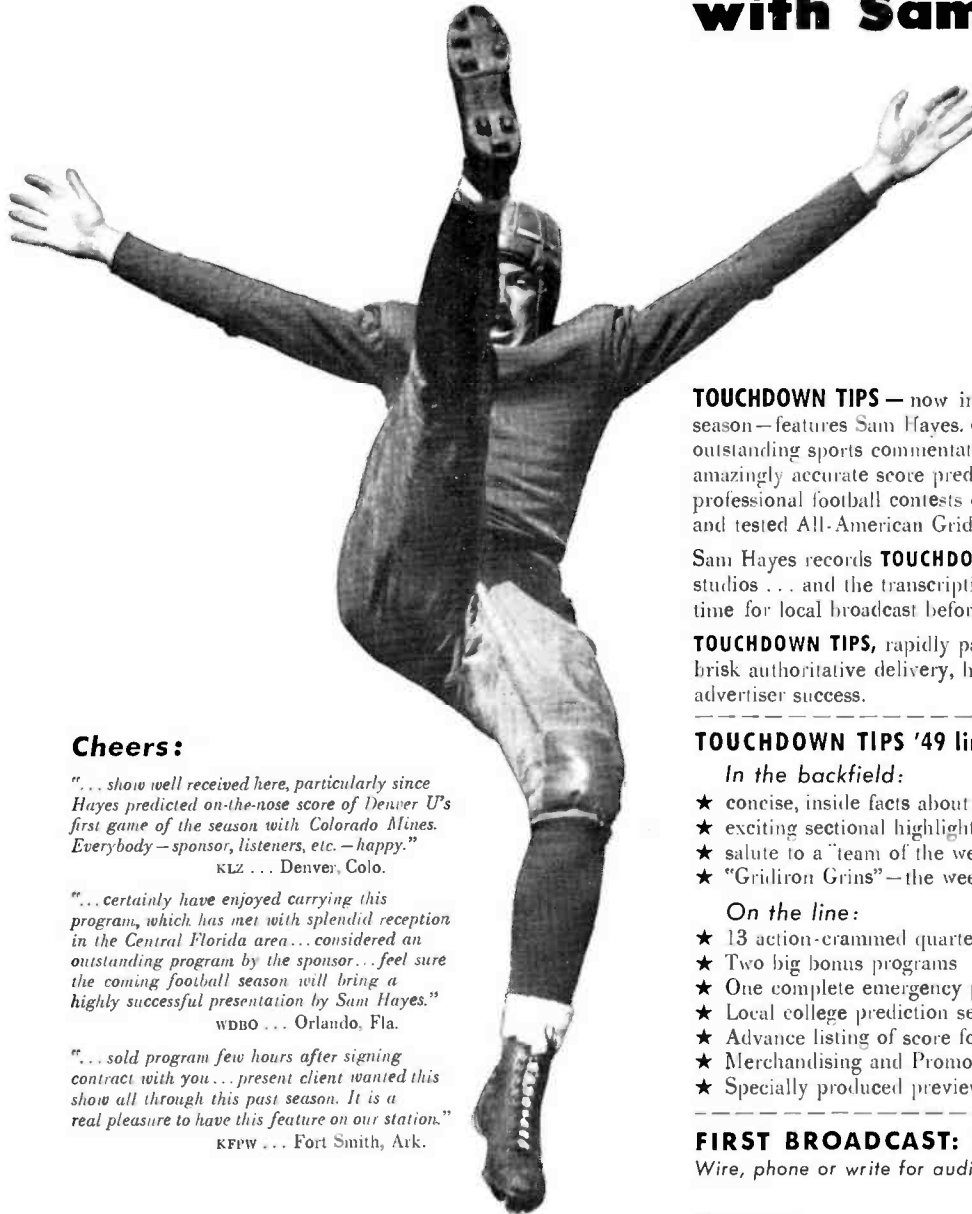 with Sam
Cheers:
"... show well received here, particularly since
Hayes predicted on-the-nose score of Denver U's
first game of the season with Colorado Mines.
Everybody — sponsor, listeners, etc. — happy."
KLZ ... Denver, Colo.
"... certainly have enjoyed carrying this
program, which has met with splendid reception
in the Central Florida area ... considered an
outstanding program by the sponsor ... feel sure
the coming football season will bring a
highly successful presentation by Sam Hayes."
WDBO ... Orlando, Fla.
"... sold program few hours after signing
contract with you ... present client wanted this
show all through this past season. It is a
real pleasure to have this feature on our station."
KFPW ... Fort Smith, Ark.
TOUCHDOWN TIPS — now in
season — features Sam Hayes.
outstanding sports commentat
amazingly accurate score pred
professional football contests
and tested All-American Grid
Sam Hayes records TOUCHDO
studios ... and the transcripti
time for local broadcast befor
TOUCHDOWN TIPS, rapidly pa
brisk authoritative delivery, h
advertiser success.
TOUCHDOWN TIPS '49 li
In the backfield:
★ concise, inside facts about
★ exciting sectional highlight
★ salute to a "team of the we
★ "Gridiron Grins" — the wee
On the line:
★ 13 action-crammed quarte
★ Two big bonus programs
★ One complete emergency p
★ Local college prediction se
★ Advance listing of score fo
★ Merchandising and Promo
★ Specially produced preview
FIRST BROADCAST:
Wire, phone or write for audi